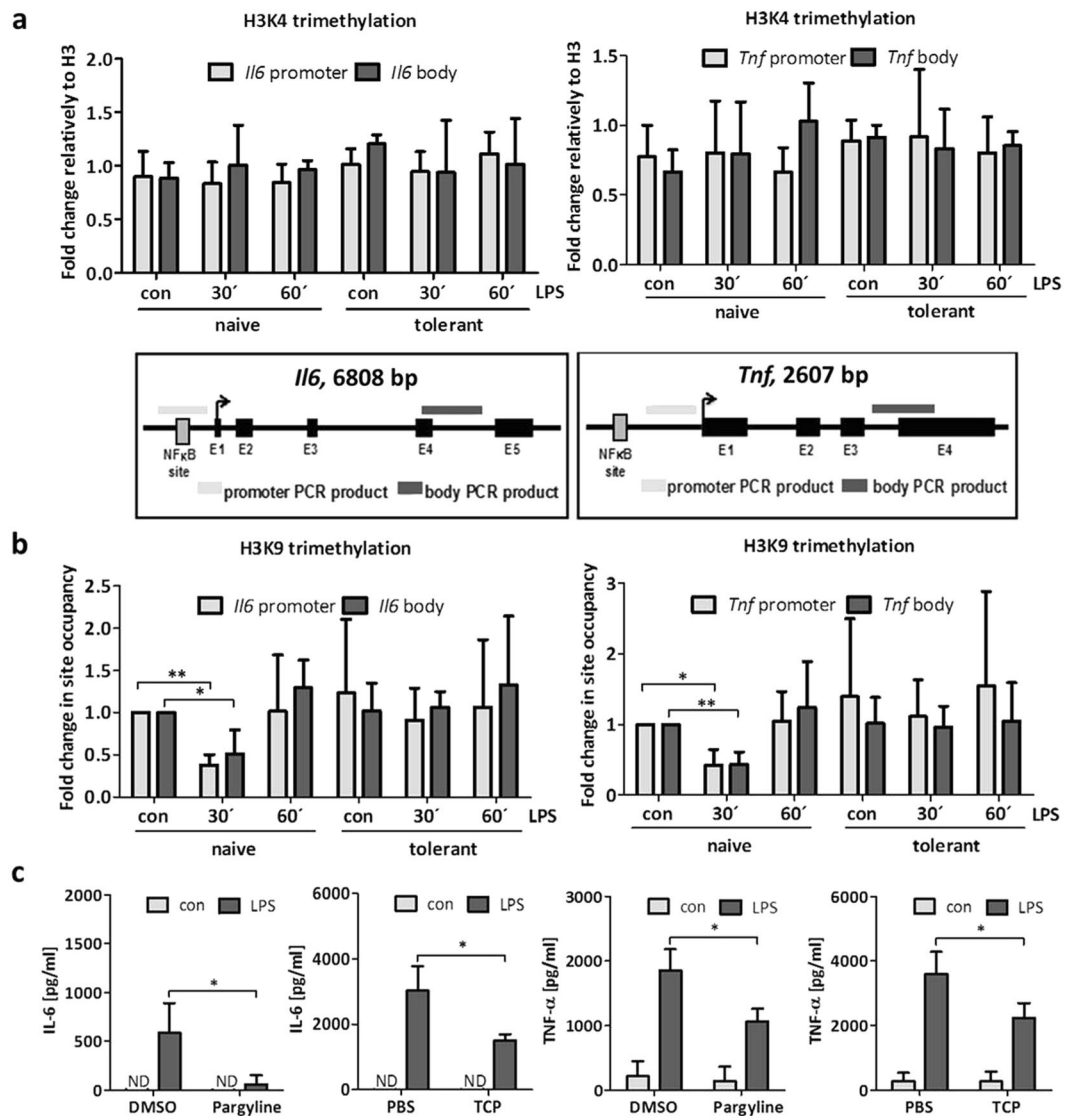 a
H3K4 trimethylation
Fold change relatively to H3
2.0
1.5
1.0
0.5
0.0
Il6 promoter Il6 body
con 30´ 60´ con 30´ 60´ LPS
naive tolerant
H3K4 trimethylation
Fold change relatively to H3
1.5
1.0
0.5
0.0
Tnf promoter Tnf body
con 30´ 60´ con 30´ 60´ LPS
naive tolerant
Il6, 6808 bp
NFκB
site
E1 E2 E3 E4 E5
promoter PCR product body PCR product
Tnf, 2607 bp
NFκB
site
E1 E2 E3 E4
promoter PCR product body PCR product
b
H3K9 trimethylation
Fold change in site occupancy
2.5
2.0
1.5
1.0
0.5
0.0
Il6 promoter Il6 body
**
*
con 30´ 60´ con 30´ 60´ LPS
naive tolerant
H3K9 trimethylation
Fold change in site occupancy
3
2
1
0
Tnf promoter Tnf body
*
**
con 30´ 60´ con 30´ 60´ LPS
naive tolerant
c
IL-6 [pg/ml]
2000
1500
1000
500
0
con LPS
*
ND ND
DMSO Pargyline
IL-6 [pg/ml]
6000
4000
2000
0
con LPS
*
ND ND
PBS TCP
TNF-α [pg/ml]
3000
2000
1000
0
con LPS
*
DMSO Pargyline
TNF-α [pg/ml]
6000
4000
2000
0
con LPS
*
PBS TCP